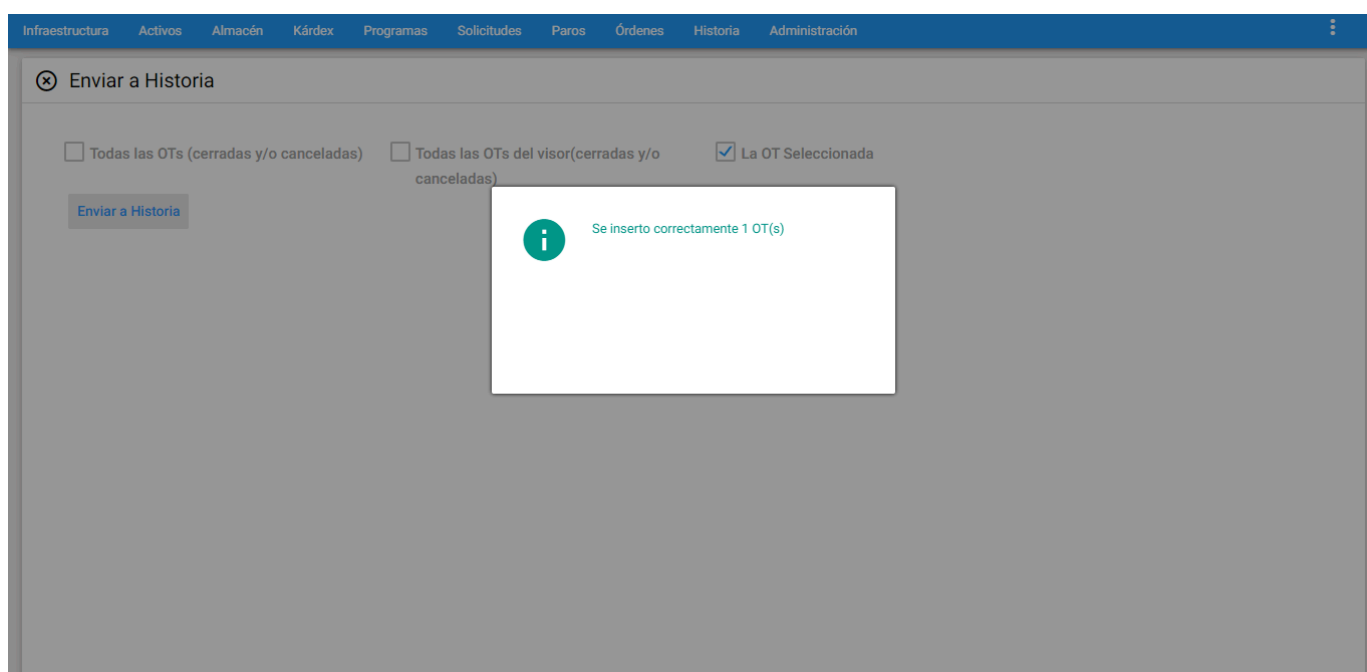 Infraestructura Activos Almacén Kárdex Programas Solicitudes Paros Órdenes Historia Administración
Enviar a Historia
Todas las OTs (cerradas y/o canceladas) Todas las OTs del visor(cerradas y/o canceladas) La OT Seleccionada
Enviar a Historia
Se inserto correctamente 1 OT(s)